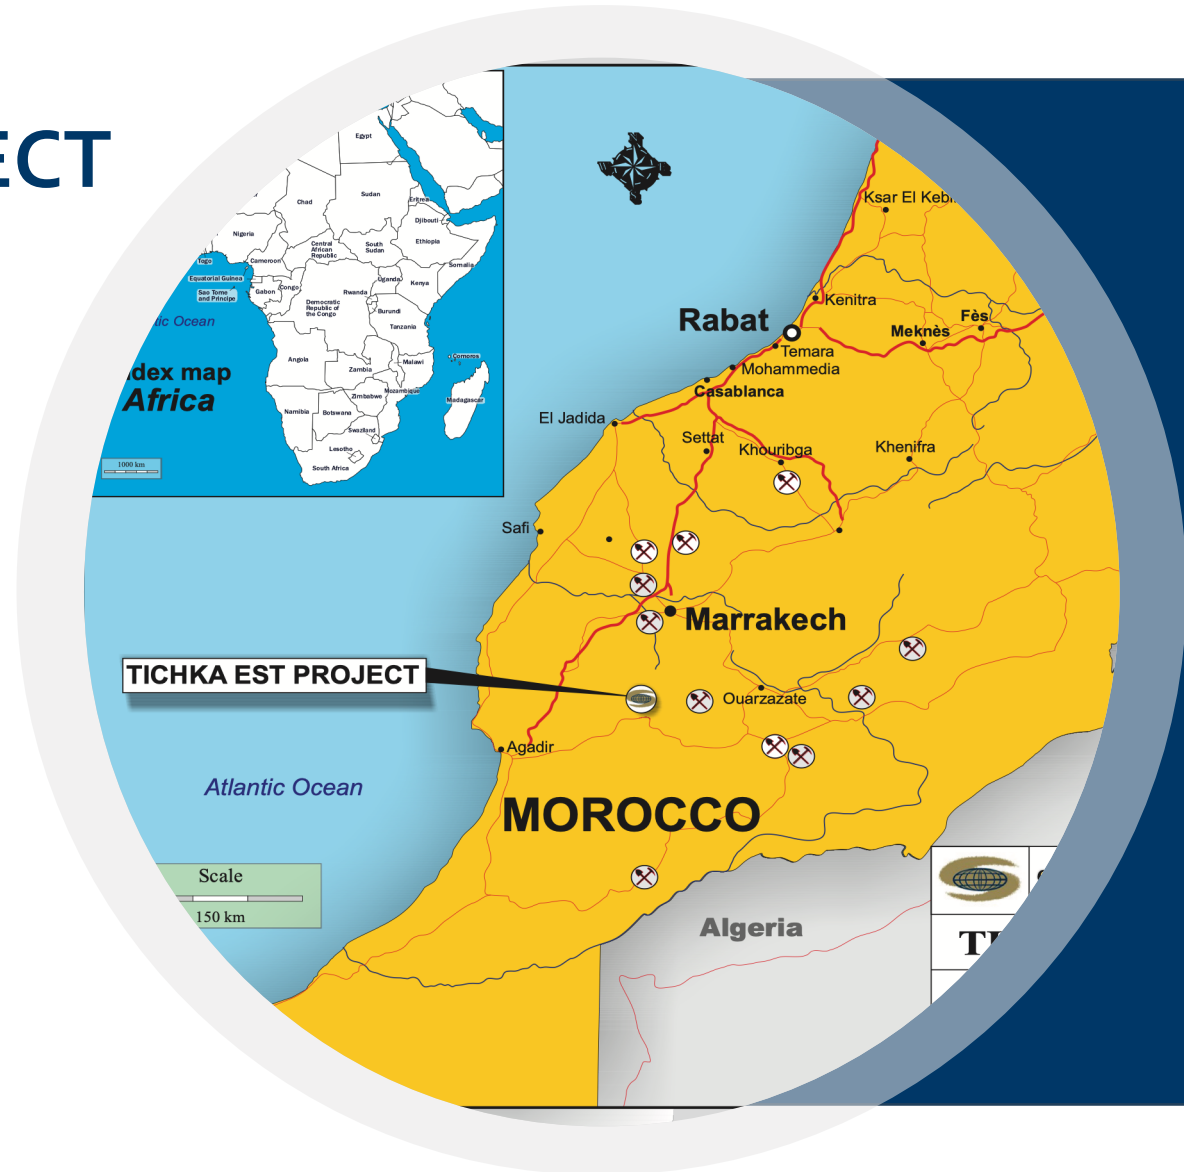 ECT
Egypt
Chad
Sudan
Eritrea
Djibouti
Nigeria
Central
African
Republic
South
Sudan
Ethiopia
Togo
Cameroon
Somalia
Equatorial Guinea
Gabon
Congo
Uganda
Kenya
Sao Tome
and Principe
Rwanda
Democratic
Republic of
the Congo
Burundi
Tanzania
tic Ocean
Angola
Zambia
Malawi
Comoros
dex map
Africa
Zimbabwe
Mozambique
Madagascar
Namibia
Botswana
Swaziland
Lesotho
South Africa
1000 km
Ksar El Kebi
Kenitra
Rabat
Fès
Meknès
Temara
Mohammedia
Casablanca
El Jadida
Settat
Khouribga
Khenifra
Safi
Marrakech
TICHKA EST PROJECT
Ouarzazate
Agadir
Atlantic Ocean
MOROCCO
Scale
150 km
Algeria
TI